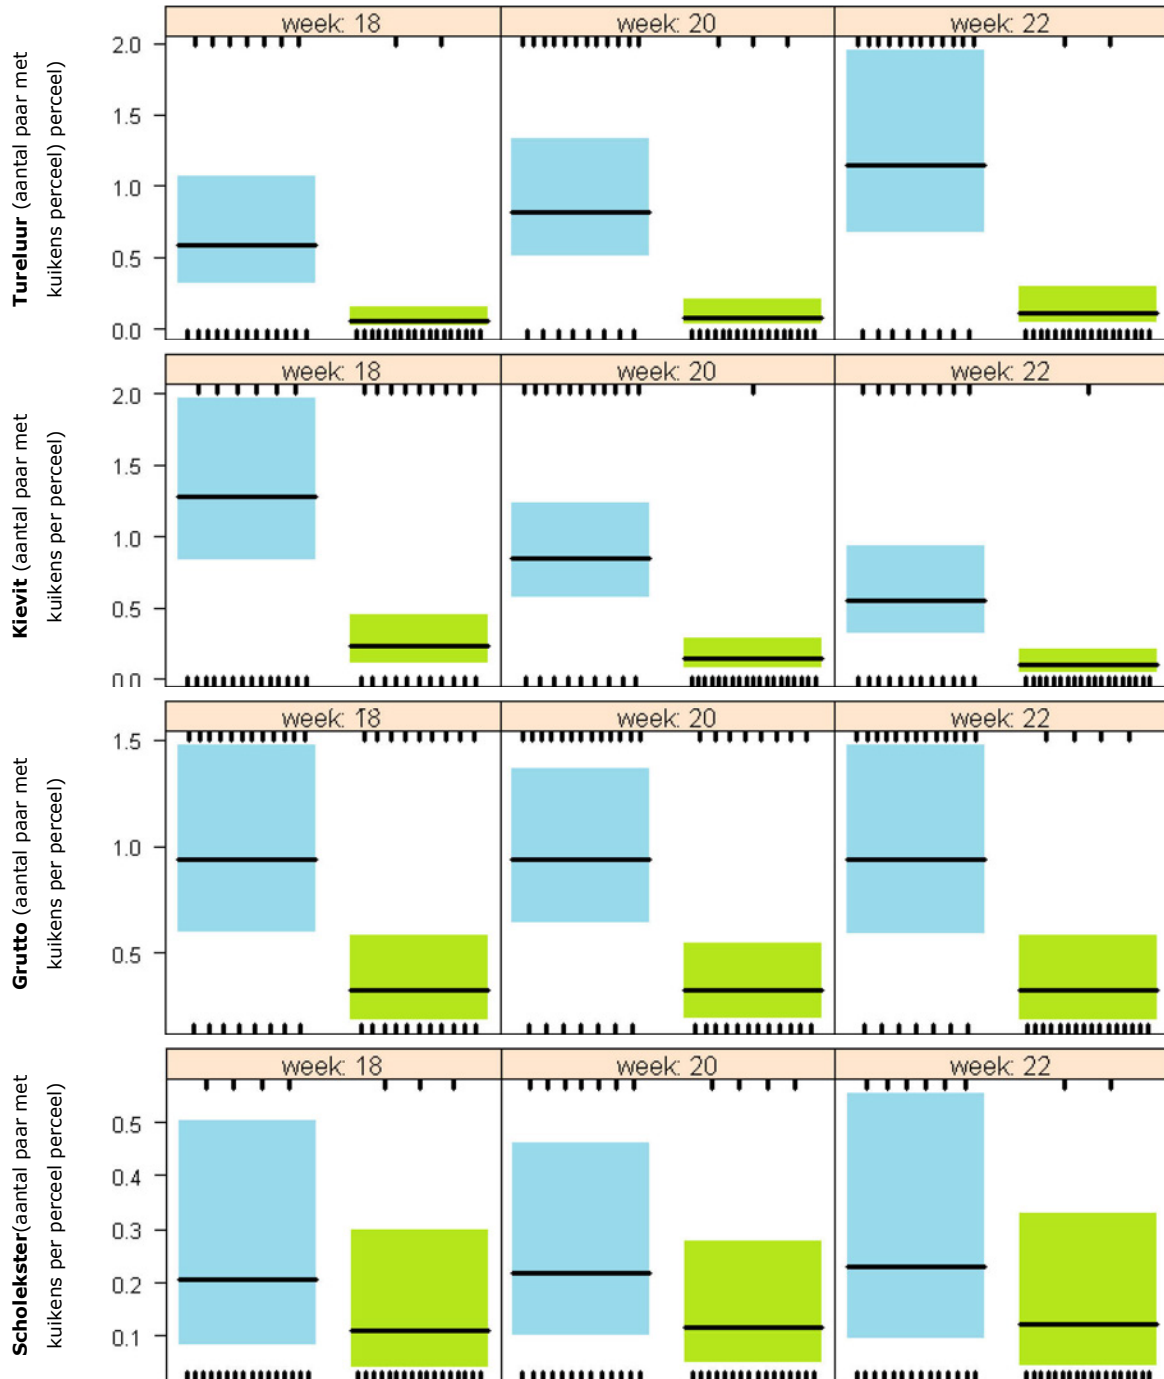 Tureluur (aantal paar met
kuikens perceel) perceel)
week: 18
week: 20
week: 22
2.0
1.5
1.0
0.5
0.0
Kievit (aantal paar met
kuikens per perceel)
week: 18
week: 20
week: 22
2.0
1.5
1.0
0.5
0.0
Grutto (aantal paar met
kuikens per perceel)
week: 18
week: 20
week: 22
1.5
1.0
0.5
Scholekster(aantal paar met
kuikens per perceel perceel)
week: 18
week: 20
week: 22
0.5
0.4
0.3
0.2
0.1